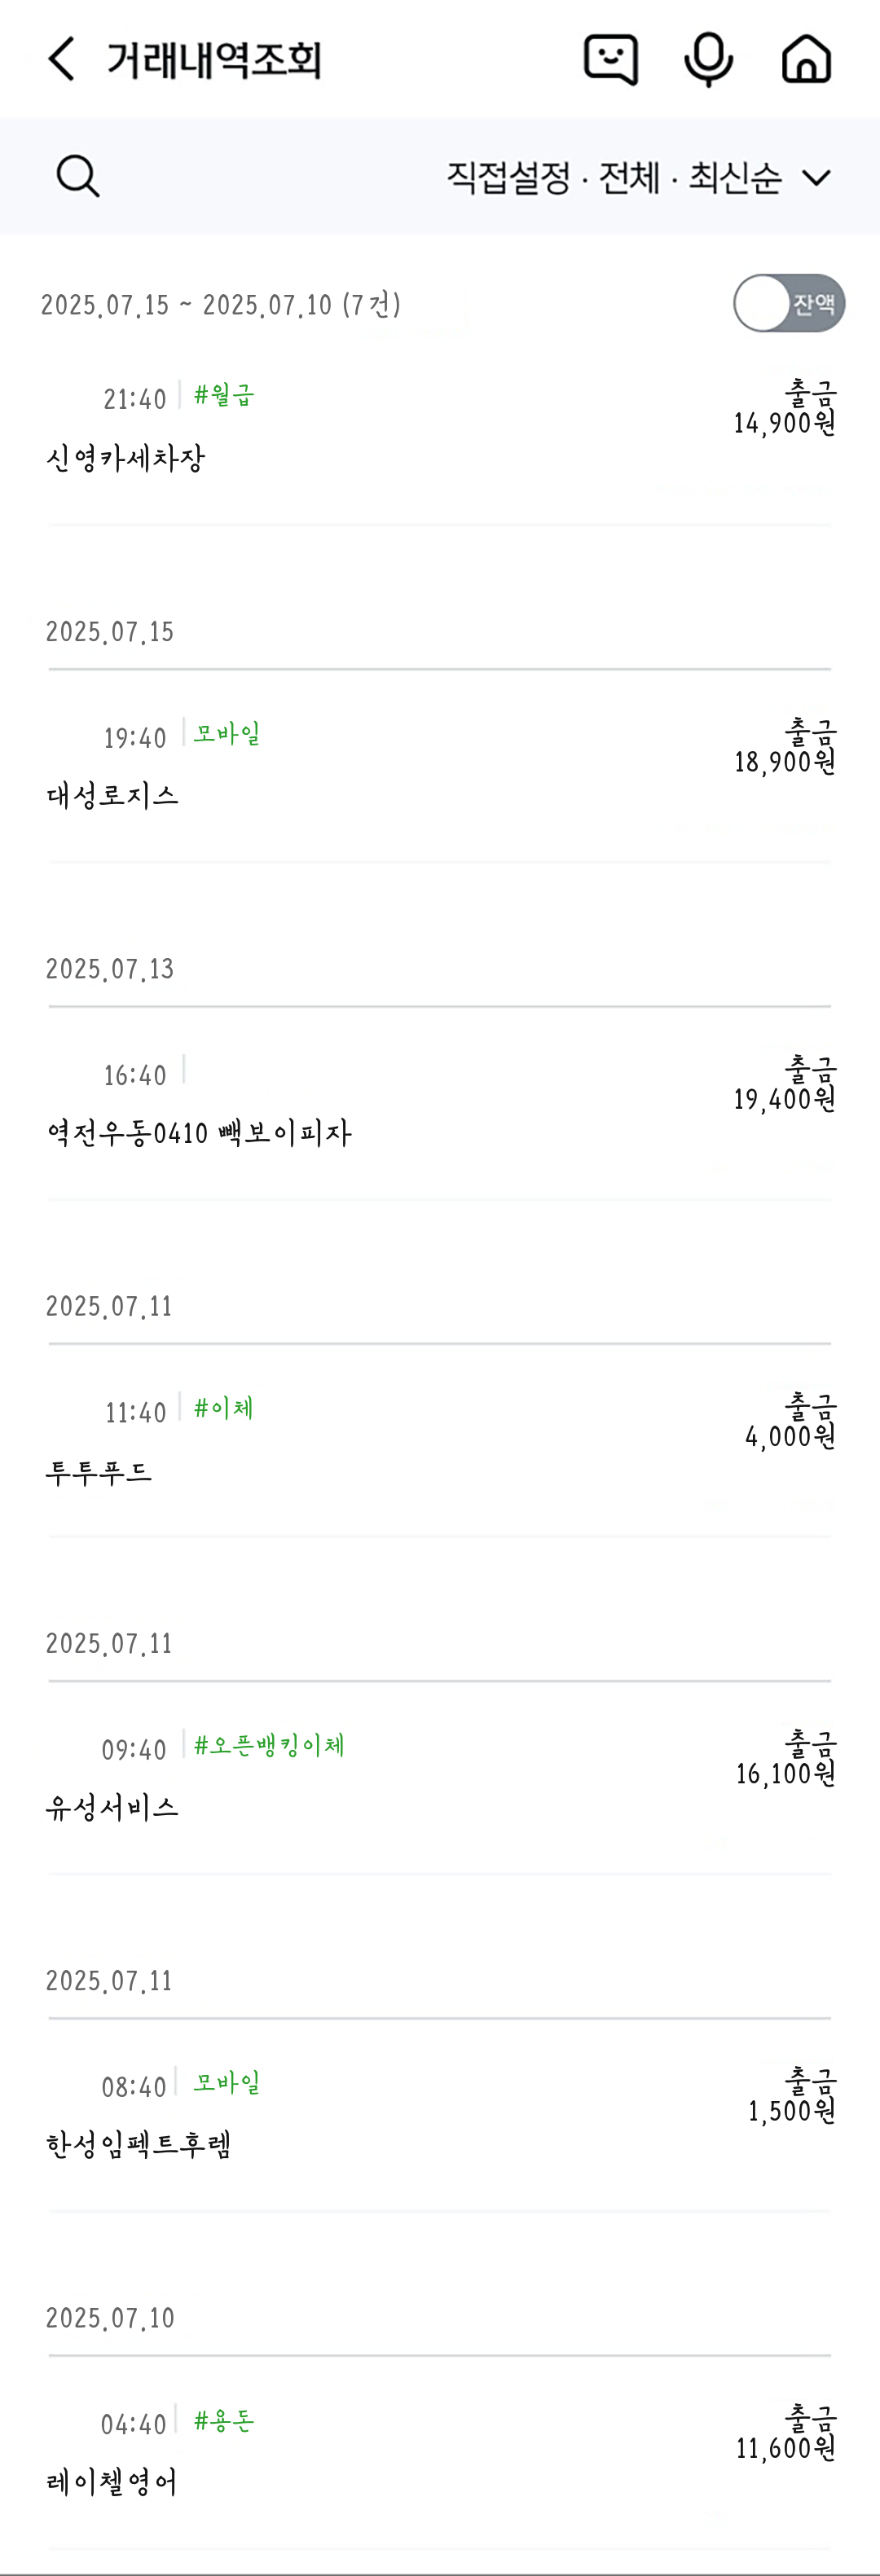 거래내역조회
직접설정 · 전체 · 최신순
2025.07.15 ~ 2025.07.10 (7건)
잔액
21:40 #월급
출금
14,900원
신영카세차장
2025.07.15
19:40 모바일
출금
18,900원
대성로지스
2025.07.13
16:40
출금
19,400원
역전우동0410 빽보이피자
2025.07.11
11:40 #이체
출금
4,000원
투투푸드
2025.07.11
09:40 #오픈뱅킹이체
출금
16,100원
유성서비스
2025.07.11
08:40 모바일
출금
1,500원
한성임펙트후렘
2025.07.10
04:40 #용돈
출금
11,600원
레이첼영어